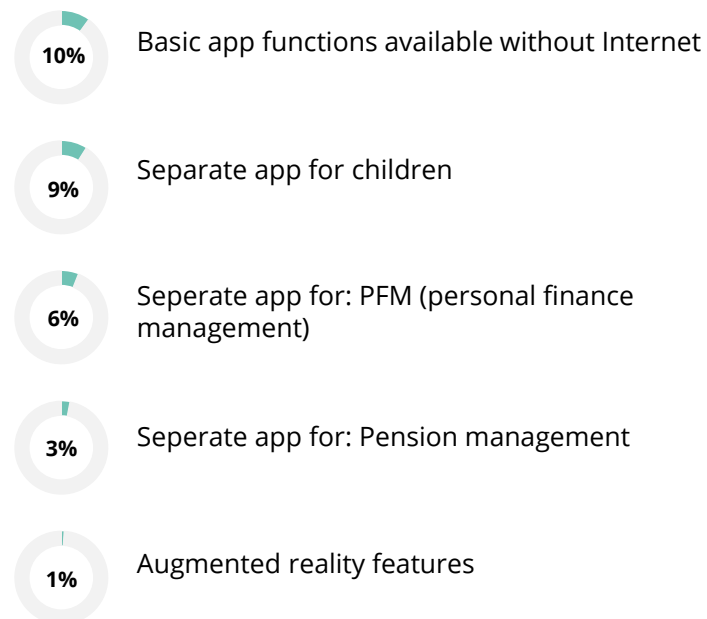 10%
Basic app functions available without Internet
9%
Separate app for children
6%
Seperate app for: PFM (personal finance
management)
3%
Seperate app for: Pension management
1%
Augmented reality features